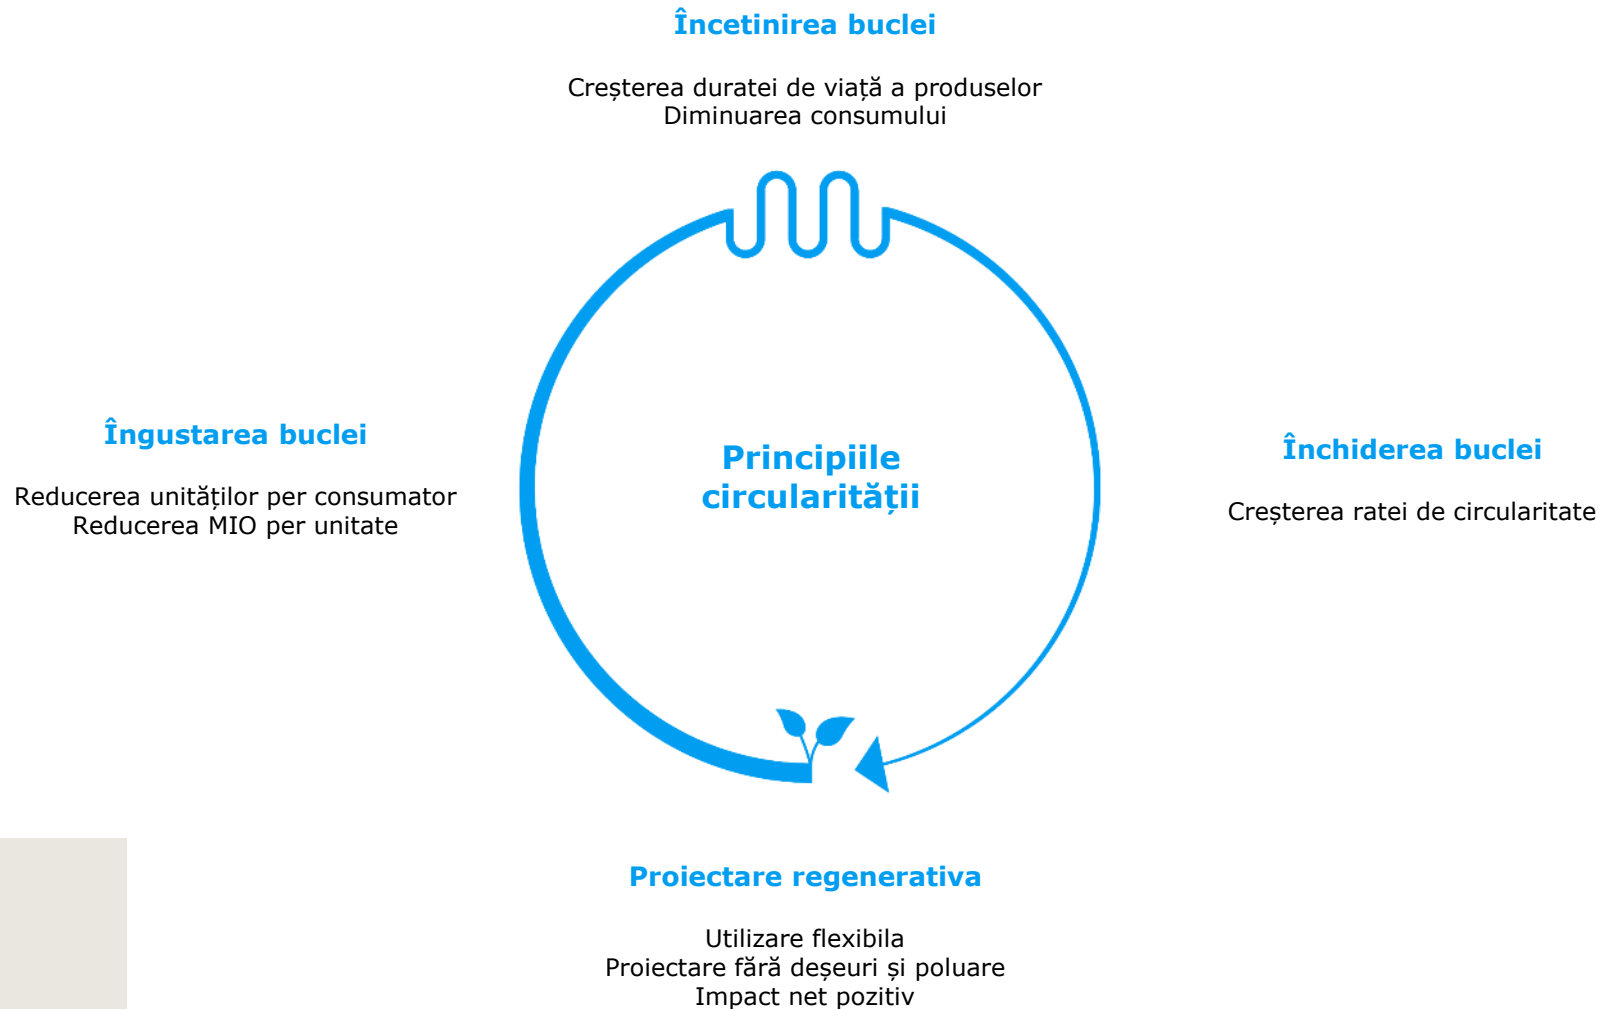 Încetinirea buclei
Creșterea duratei de viață a produselor
Diminuarea consumului
Îngustarea buclei
Reducerea unităților per consumator
Reducerea MIO per unitate
Principiile
circularității
Închiderea buclei
Creșterea ratei de circularitate
Proiectare regenerativa
Utilizare flexibila
Proiectare fără deșeuri și poluare
Impact net pozitiv